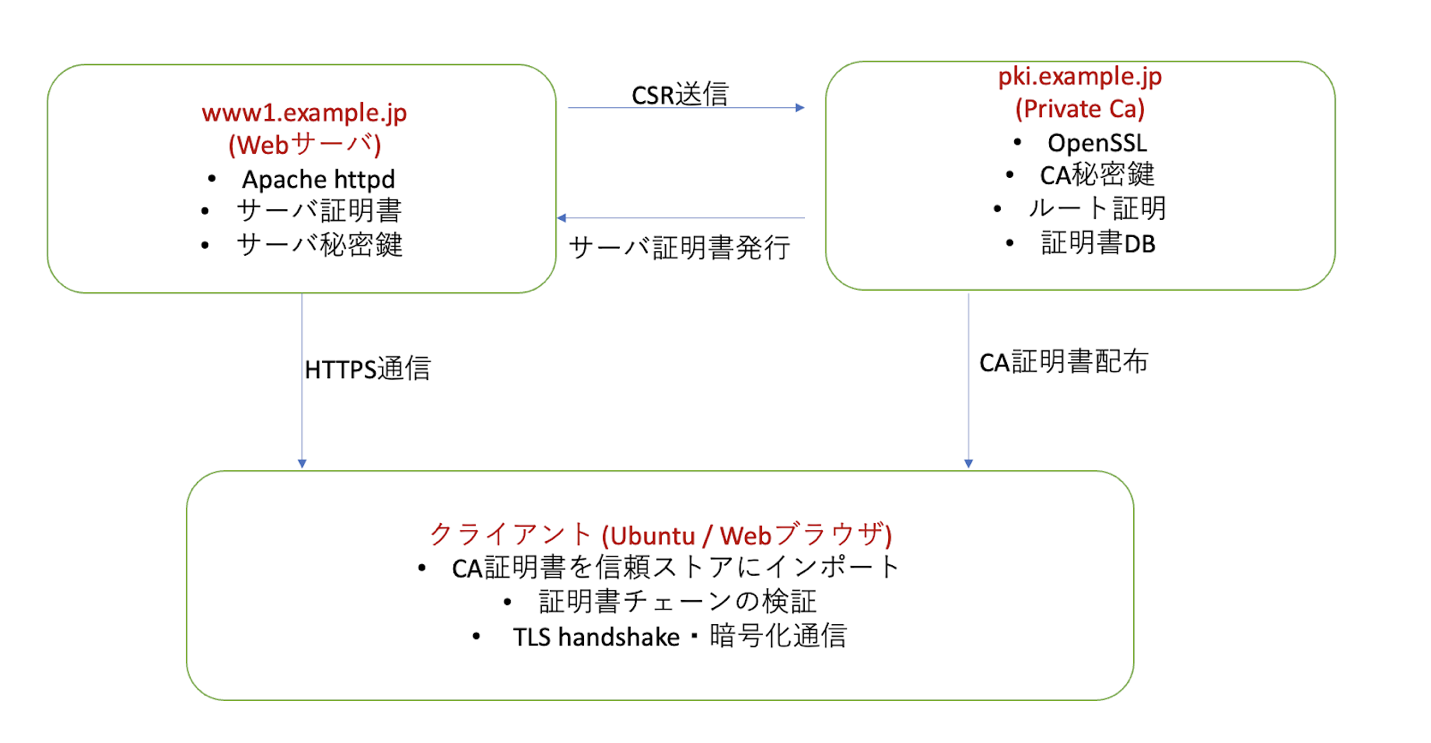 www1.example.jp
(Webサーバ)
• Apache httpd
• サーバ証明書
• サーバ秘密鍵
CSR送信
サーバ証明書発行
pki.example.jp
(Private Ca)
• OpenSSL
• CA秘密鍵
• ルート証明
• 証明書DB
HTTPS通信
CA証明書配布
クライアント (Ubuntu / Webブラウザ)
• CA証明書を信頼ストアにインポート
• 証明書チェーンの検証
• TLS handshake・暗号化通信